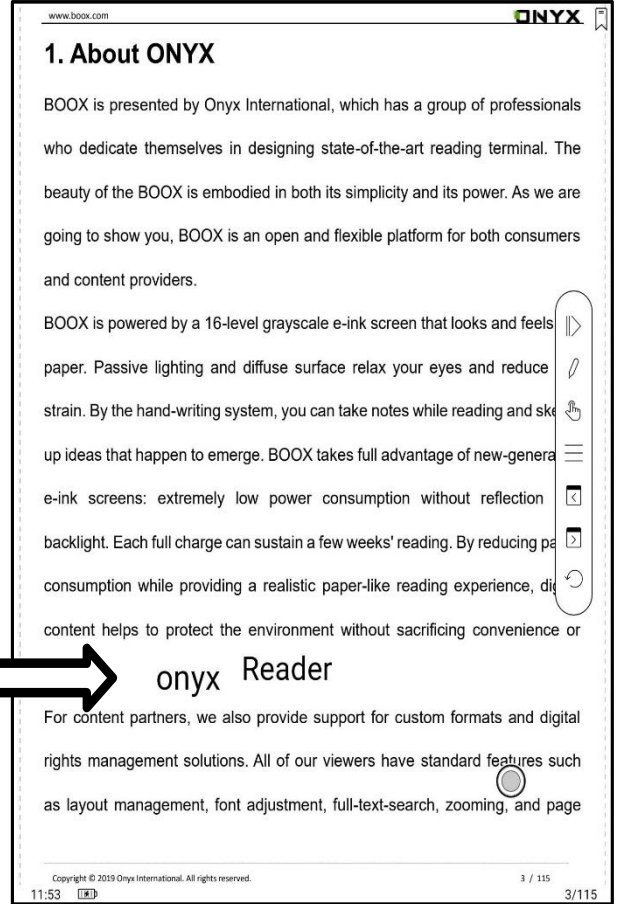 www.boox.com
ONYX
1. About ONYX
BOOX is presented by Onyx International, which has a group of professionals
who dedicate themselves in designing state-of-the-art reading terminal. The
beauty of the BOOX is embodied in both its simplicity and its power. As we are
going to show you, BOOX is an open and flexible platform for both consumers
and content providers.
BOOX is powered by a 16-level grayscale e-ink screen that looks and feels
paper. Passive lighting and diffuse surface relax your eyes and reduce
strain. By the hand-writing system, you can take notes while reading and
up ideas that happen to emerge. BOOX takes full advantage of
e-ink screens: extremely low power consumption without reflection
backlight. Each full charge can sustain a few weeks' reading. By reducing
consumption while providing a realistic paper-like reading experience,
content helps to protect the environment without sacrificing convenience or
onyx Reader
For content partners, we also provide support for custom formats and digital
rights management solutions. All of our viewers have standard features such
as layout management, font adjustment, full-text-search, zooming, and page
Copyright © 2019 Onyx International. All rights reserved.
3 / 115
11:53
3/115